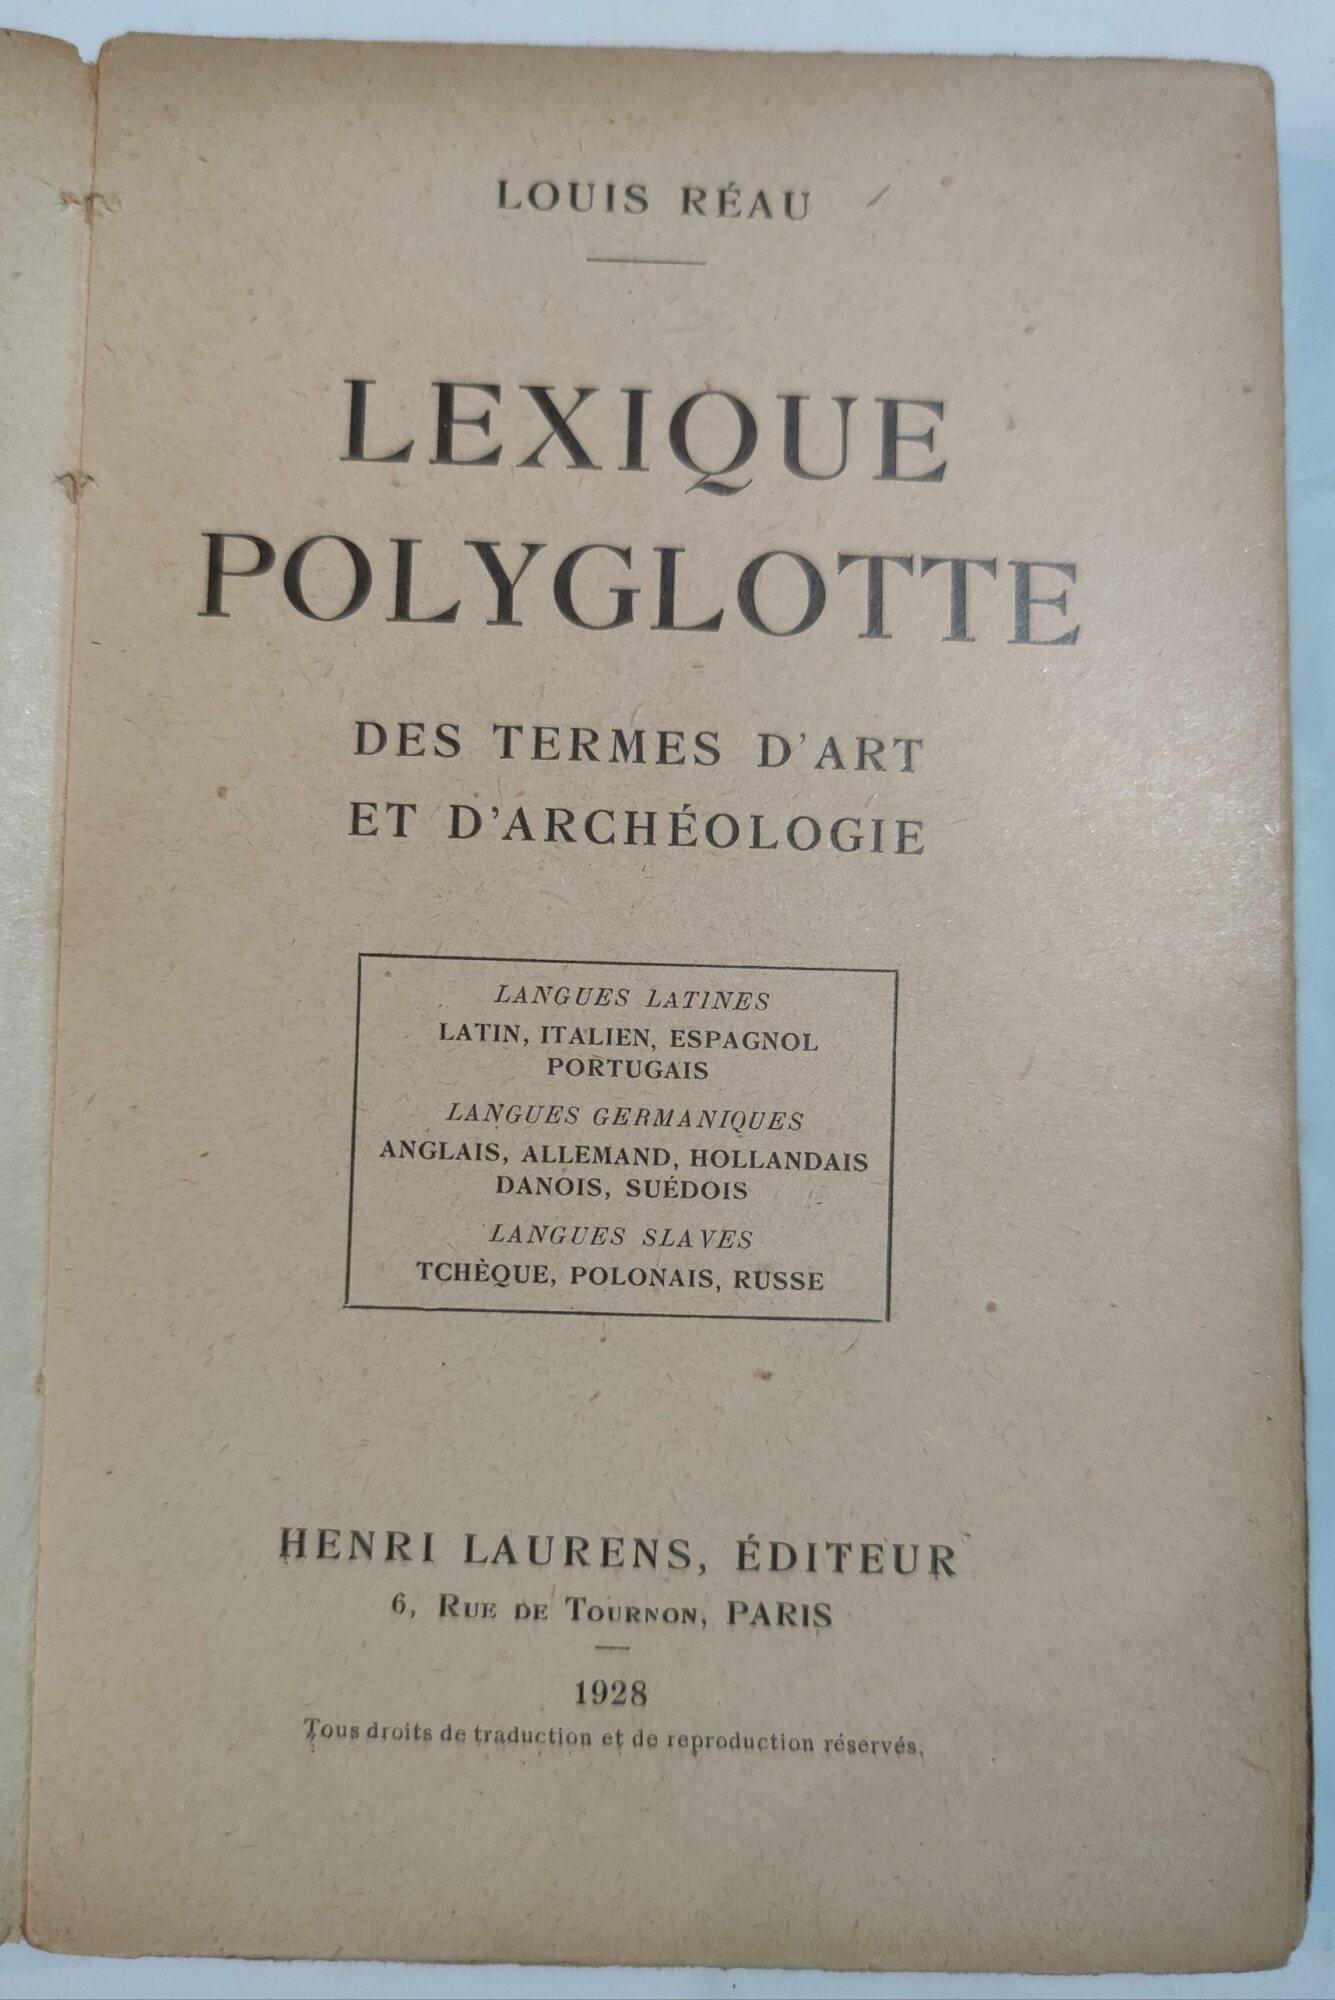 LOUIS RÉAU
LEXIQUE
POLYGLOTTE
DES TERMES D'ART
ET D'ARCHÉOLOGIE
LANGUES LATINES
LATIN, ITALIEN, ESPAGNOL
PORTUGAIS
LANGUES GERMANIQUES
ANGLAIS, ALLEMAND, HOLLANDAIS
DANOIS, SUÉDOIS
LANGUES SLAVES
TCHÈQUE, POLONAIS, RUSSE
HENRI LAURENS, ÉDITEUR
6, RUE DE TOURNON, PARIS
1928
Tous droits de traduction et de reproduction réservés.